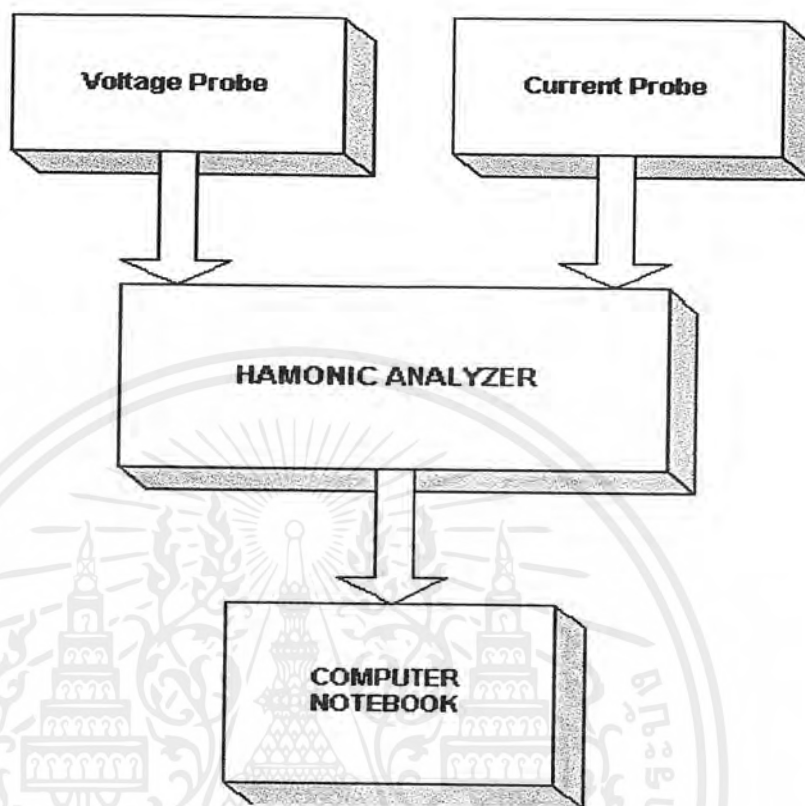 Voltage Probe
Current Probe
HAMONIC ANALYZER
COMPUTER
NOTEBOOK